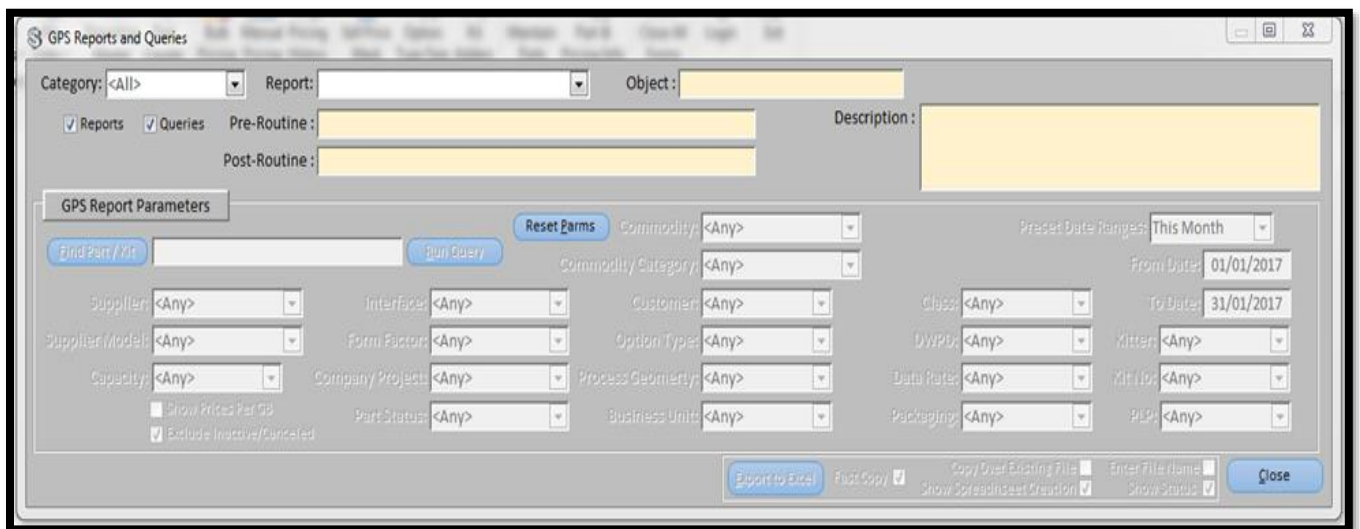 GPS Reports and Queries
Category: <All> Report: Object :
Reports Queries Pre-Routine : Description :
Post-Routine :
GPS Report Parameters
Reset Parms Commodity: <Any> Preset Date Ranges: This Month
Find Part / Kit Run Query Commodity Category: <Any> From Date: 01/01/2017
Supplier: <Any> Interface: <Any> Customer: <Any> Class: <Any> To Date: 31/01/2017
Supplier Model: <Any> Form Factor: <Any> Option Type: <Any> DWPD: <Any> Kitter: <Any>
Capacity: <Any> Company Project: <Any> Process Geometry: <Any> Data Rate: <Any> Kit No: <Any>
Show Prices Per GB Part Status: <Any> Business Unit: <Any> Packaging: <Any> PLP: <Any>
Exclude Inactive/Canceled
Export to Excel Fast Copy Copy Over Existing File Enter File Name Close
Show Spreadsheet Creation Show Status